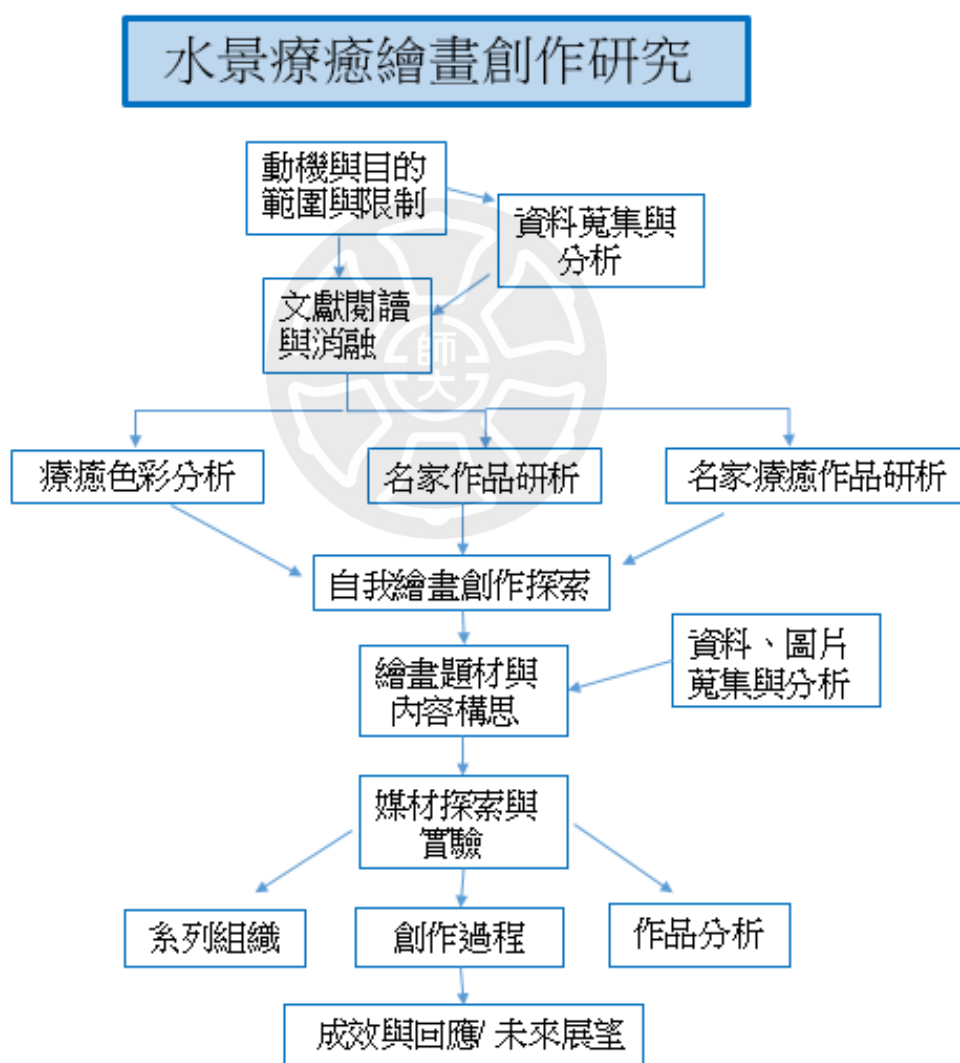 水景療癒繪畫創作研究
動機與目的
範圍與限制
資料蒐集與
分析
文獻閱讀
與消融
師大
療癒色彩分析
名家作品研析
名家療癒作品研析
自我繪畫創作探索
繪畫題材與
內容構思
資料、圖片
蒐集與分析
媒材探索與
實驗
系列組織
創作過程
作品分析
成效與回應/ 未來展望